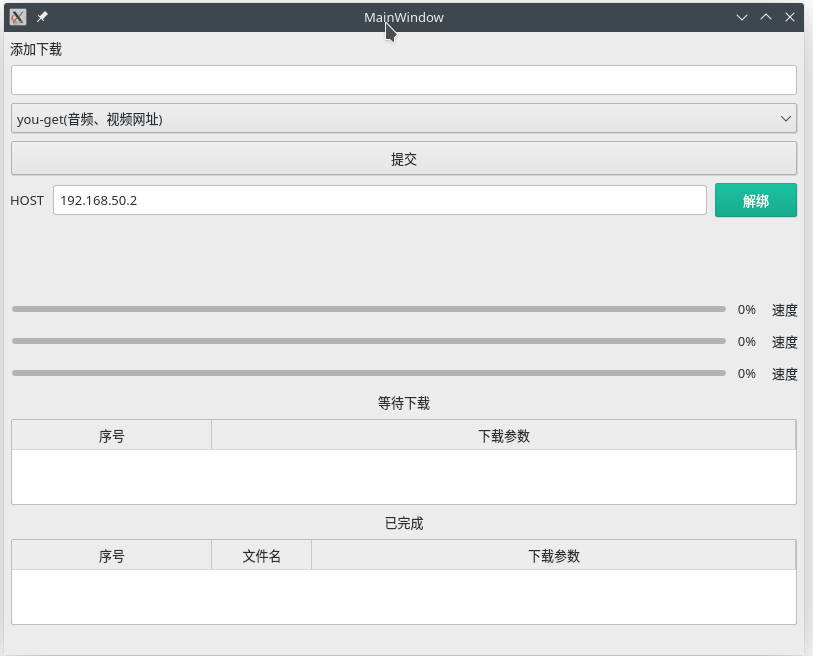 MainWindow
添加下载
you-get(音频、视频网址)
提交
HOST 192.168.50.2 解绑
0% 速度
0% 速度
0% 速度
等待下载
序号 下载参数
已完成
序号 文件名 下载参数